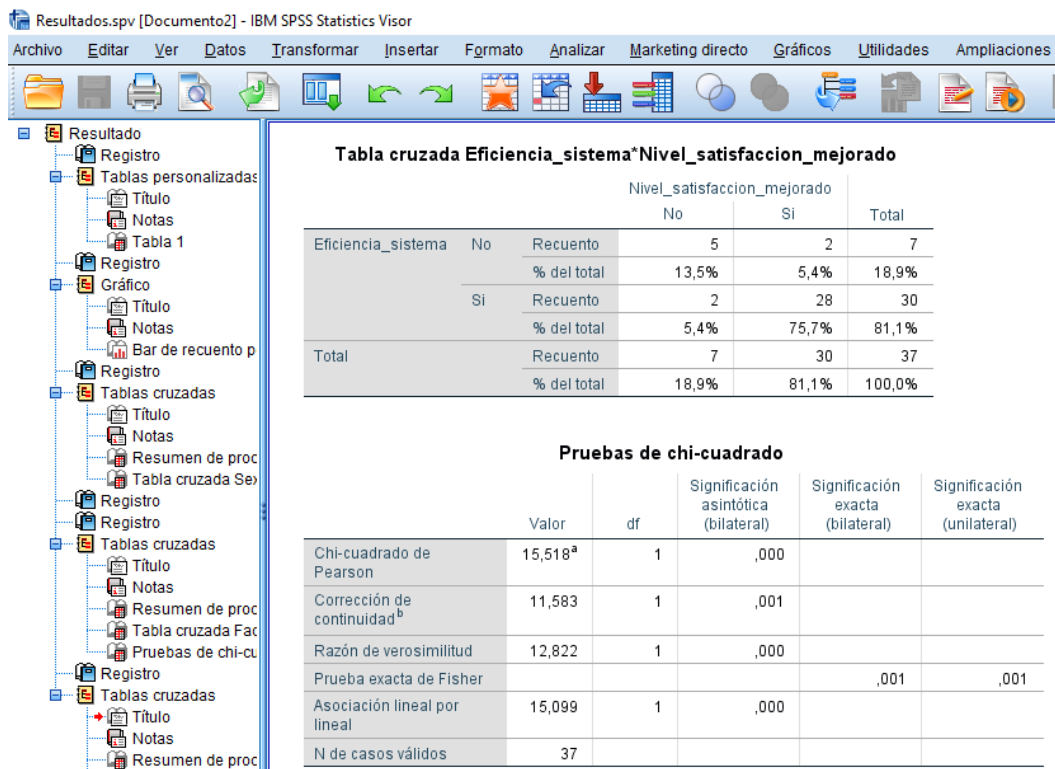 Resultados.spv [Documento2] - IBM SPSS Statistics Visor
Archivo Editar Ver Datos Transformar Insertar Formato Analizar Marketing directo Gráficos Utilidades Ampliaciones
Resultado
Registro
Tablas personalizadas
Título
Notas
Tabla 1
Registro
Gráfico
Título
Notas
Bar de recuento p
Registro
Tablas cruzadas
Título
Notas
Resumen de proc
Tabla cruzada Sex
Registro
Registro
Tablas cruzadas
Título
Notas
Resumen de proc
Tabla cruzada Fac
Pruebas de chi-cu
Registro
Tablas cruzadas
Título
Notas
Resumen de proc
Tabla cruzada Eficiencia_sistema*Nivel_satisfaccion_mejorado
Nivel_satisfaccion_mejorado
No Si Total
Eficiencia_sistema No Recuento 5 2 7
% del total 13,5% 5,4% 18,9%
Si Recuento 2 28 30
% del total 5,4% 75,7% 81,1%
Total Recuento 7 30 37
% del total 18,9% 81,1% 100,0%
Pruebas de chi-cuadrado
Valor df Significación asintótica (bilateral) Significación exacta (bilateral) Significación exacta (unilateral)
Chi-cuadrado de Pearson 15,518a 1 ,000
Corrección de continuidadb 11,583 1 ,001
Razón de verosimilitud 12,822 1 ,000
Prueba exacta de Fisher ,001 ,001
Asociación lineal por lineal 15,099 1 ,000
N de casos válidos 37